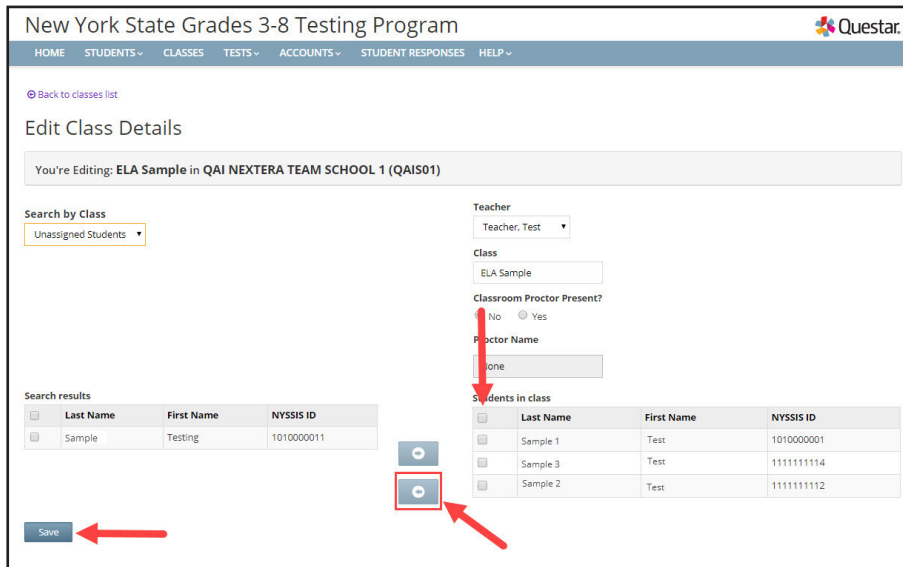 New York State Grades 3-8 Testing Program
Questar.
HOME STUDENTS CLASSES TESTS ACCOUNTS STUDENT RESPONSES HELP
Back to classes list
Edit Class Details
You're Editing: ELA Sample in QAI NEXTERA TEAM SCHOOL 1 (QAIS01)
Search by Class
Unassigned Students
Teacher
Teacher, Test
Class
ELA Sample
Classroom Proctor Present?
No Yes
Proctor Name
None
Search results
Last Name First Name NYSSIS ID
Sample Testing 1010000011
Students in class
Last Name First Name NYSSIS ID
Sample 1 Test 1010000001
Sample 3 Test 1111111114
Sample 2 Test 1111111112
Save